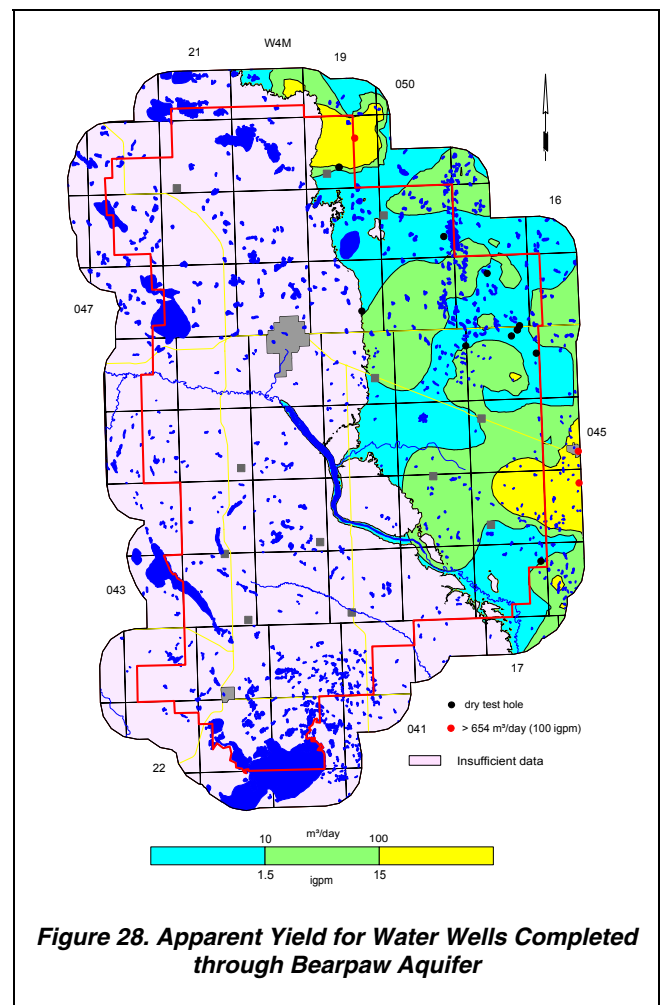 W4M
21
19
050
16
047
045
043
17
041
22
dry test hole
> 654 m³/day (100 igpm)
Insufficient data
m³/day
10
100
1.5
15
igpm
Figure 28. Apparent Yield for Water Wells Completed
through Bearpaw Aquifer